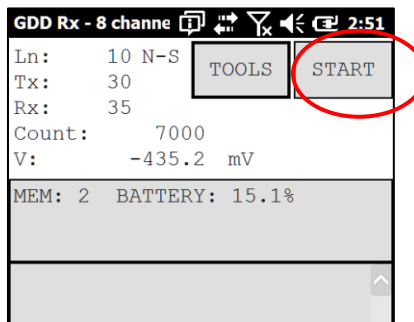 GDD Rx - 8 channe 2:51
Ln: 10 N-S
TOOLS START
Tx: 30
Rx: 35
Count: 7000
V: -435.2 mV
MEM: 2 BATTERY: 15.1%